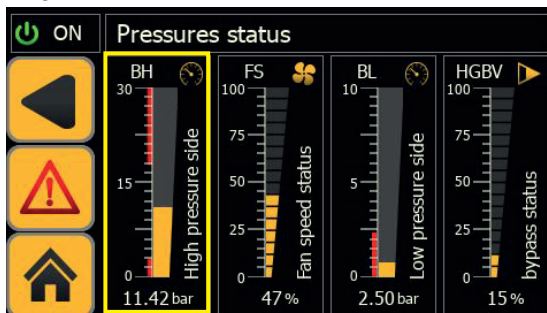 ON
Pressures status
BH
30
15
0
High pressure side
11.42 bar
FS
100
75
50
25
0
Fan speed status
47 %
BL
10
5
0
Low pressure side
2.50 bar
HGBV
100
75
50
25
0
bypass status
15 %